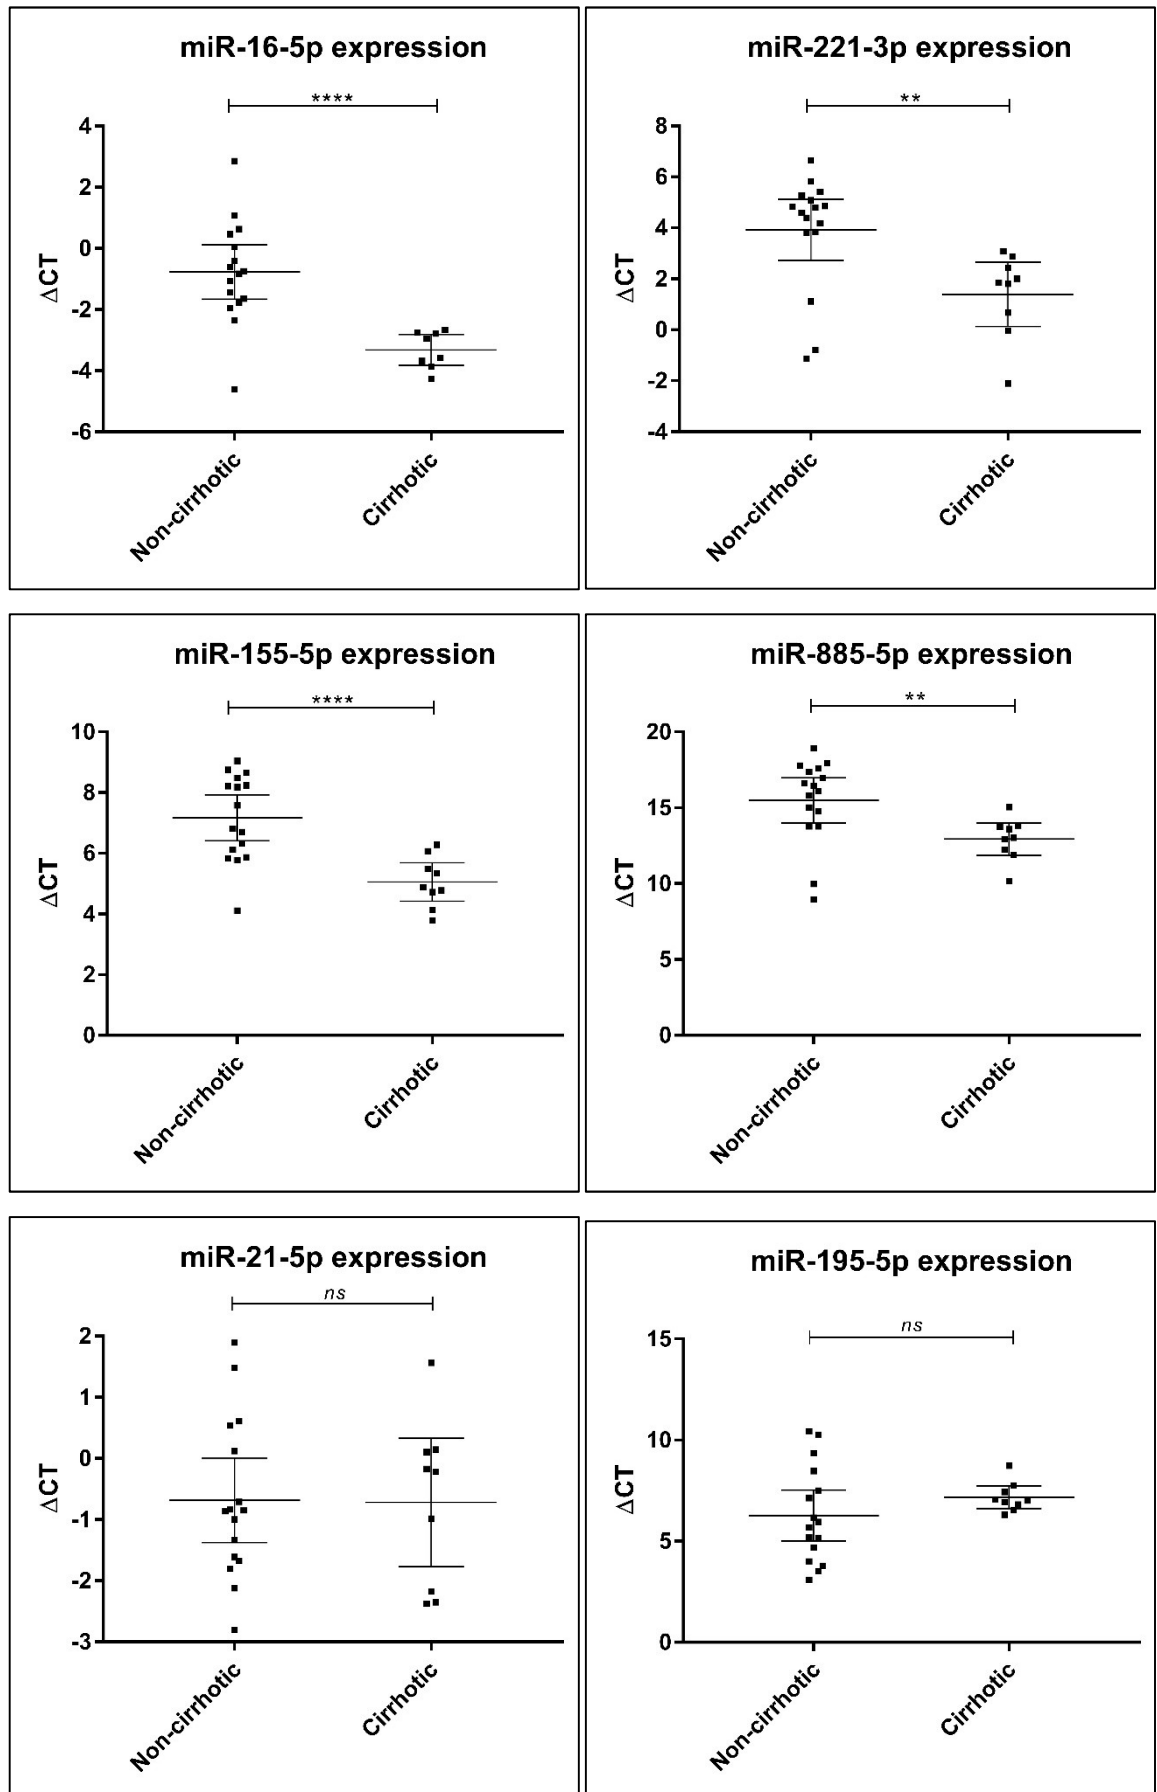 miR-16-5p expression
****
ΔCT
4
2
0
-2
-4
-6
Non-cirrhotic
Cirrhotic
miR-221-3p expression
**
ΔCT
8
6
4
2
0
-2
-4
Non-cirrhotic
Cirrhotic
miR-155-5p expression
****
ΔCT
10
8
6
4
2
0
Non-cirrhotic
Cirrhotic
miR-885-5p expression
**
ΔCT
20
15
10
5
0
Non-cirrhotic
Cirrhotic
miR-21-5p expression
ns
ΔCT
2
1
0
-1
-2
-3
Non-cirrhotic
Cirrhotic
miR-195-5p expression
ns
ΔCT
15
10
5
0
Non-cirrhotic
Cirrhotic